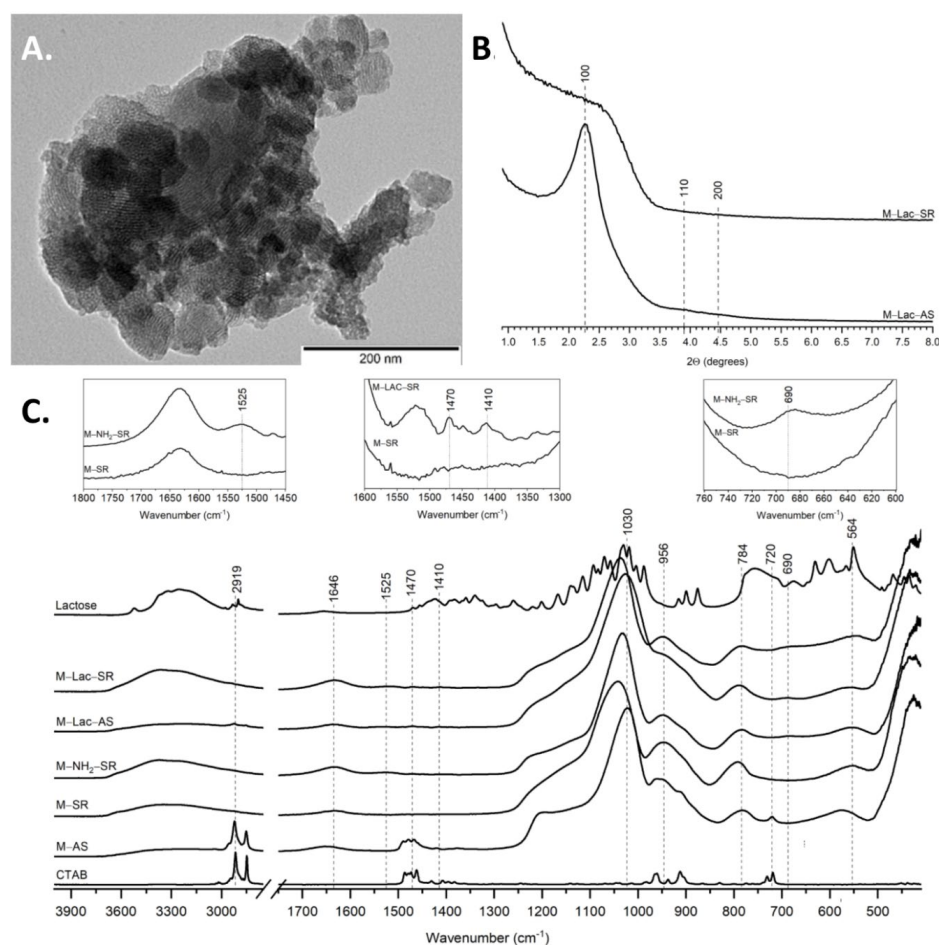 A.
200 nm
B.
100
110
200
M–Lac–SR
M–Lac–AS
1.0 1.5 2.0 2.5 3.0 3.5 4.0 4.5 5.0 5.5 6.0 6.5 7.0 7.5 8.0
2Θ (degrees)
C.
1525
M–NH2–SR
M–SR
1800 1750 1700 1650 1600 1550 1500 1450
Wavenumber (cm-1)
M–LAC–SR
1470
1410
M–SR
1600 1550 1500 1450 1400 1350 1300
Wavenumber (cm-1)
690
M–NH2–SR
M–SR
760 740 720 700 680 660 640 620 600
Wavenumber (cm-1)
2919
1646
1525
1470
1410
1030
956
784
720
690
564
Lactose
M–Lac–SR
M–Lac–AS
M–NH2–SR
M–SR
M–AS
CTAB
3900 3600 3300 3000 1700 1600 1500 1400 1300 1200 1100 1000 900 800 700 600 500
Wavenumber (cm-1)